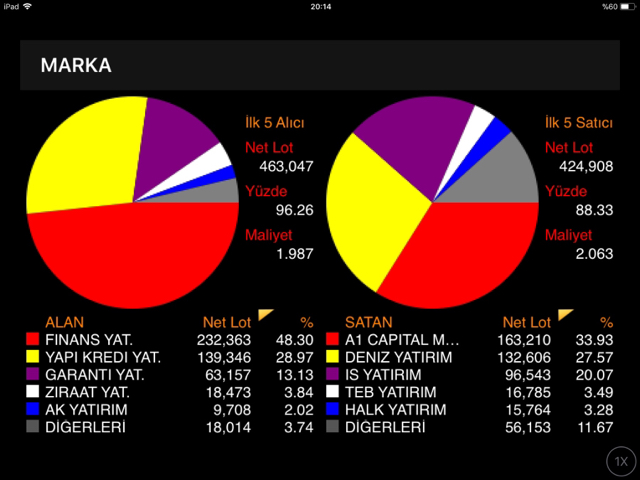 iPad 20:14 %60
MARKA
İlk 5 Alıcı
Net Lot
463,047
Yüzde
96.26
Maliyet
1.987
İlk 5 Satıcı
Net Lot
424,908
Yüzde
88.33
Maliyet
2.063
ALAN Net Lot %
FINANS YAT. 232,363 48.30
YAPI KREDI YAT. 139,346 28.97
GARANTI YAT. 63,157 13.13
ZIRAAT YAT. 18,473 3.84
AK YATIRIM 9,708 2.02
DİĞERLERİ 18,014 3.74
SATAN Net Lot %
A1 CAPITAL M... 163,210 33.93
DENIZ YATIRIM 132,606 27.57
IS YATIRIM 96,543 20.07
TEB YATIRIM 16,785 3.49
HALK YATIRIM 15,764 3.28
DİĞERLERİ 56,153 11.67
1X